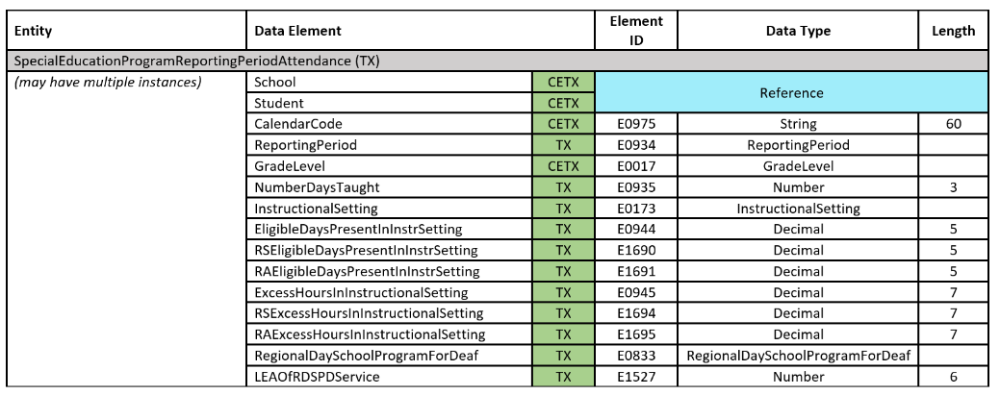 Entity Data Element Element ID Data Type Length
SpecialEducationProgramReportingPeriodAttendance (TX)
(may have multiple instances) School CETX Reference
Student CETX
CalendarCode CETX E0975 String 60
ReportingPeriod TX E0934 ReportingPeriod
GradeLevel CETX E0017 GradeLevel
NumberDaysTaught TX E0935 Number 3
InstructionalSetting TX E0173 InstructionalSetting
EligibleDaysPresentInInstrSetting TX E0944 Decimal 5
RSEligibleDaysPresentInInstrSetting TX E1690 Decimal 5
RAEligibleDaysPresentInInstrSetting TX E1691 Decimal 5
ExcessHoursInInstructionalSetting TX E0945 Decimal 7
RSExcessHoursInInstructionalSetting TX E1694 Decimal 7
RAExcessHoursInInstructionalSetting TX E1695 Decimal 7
RegionalDaySchoolProgramForDeaf TX E0833 RegionalDaySchoolProgramForDeaf
LEAOfRDSPDService TX E1527 Number 6